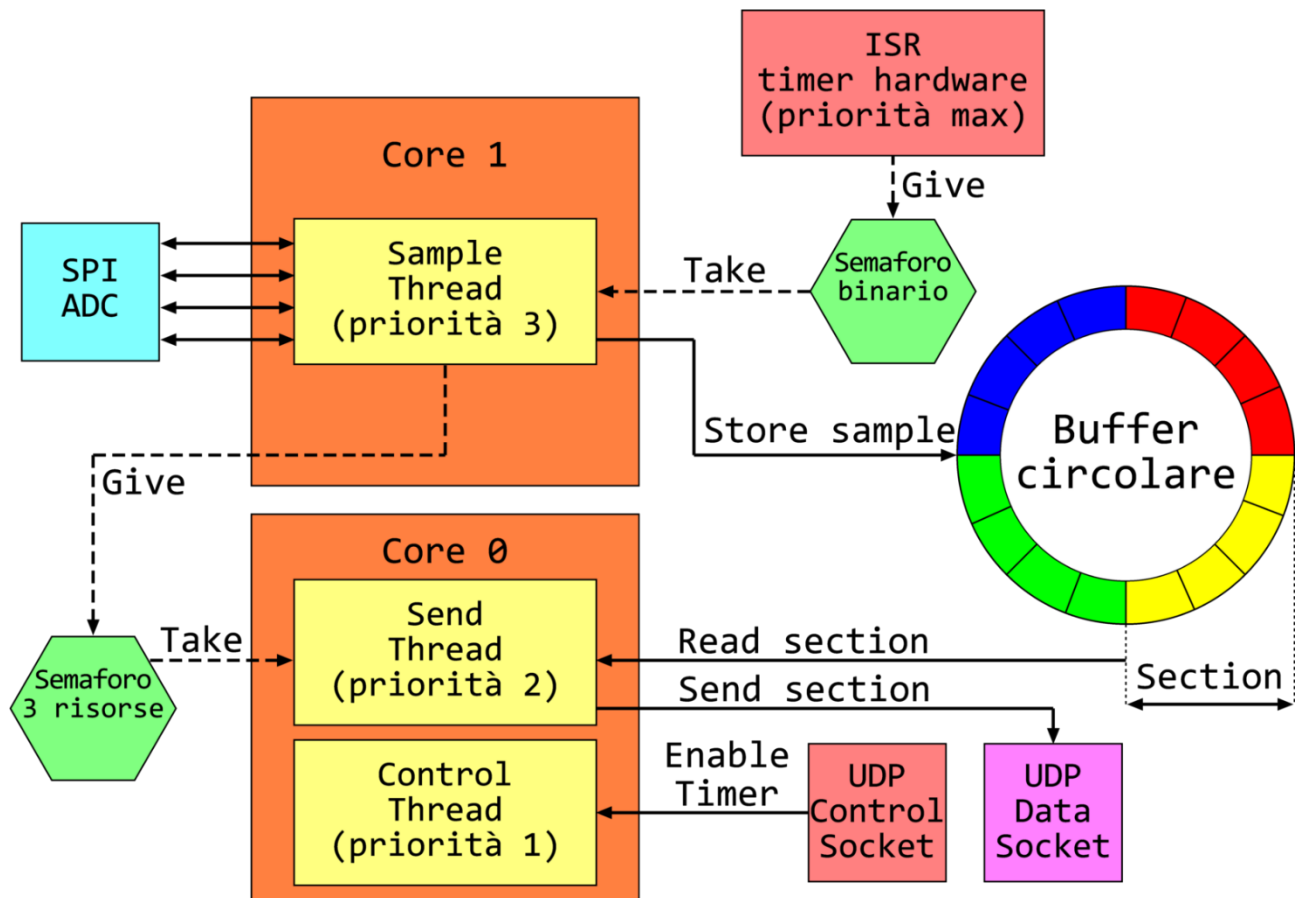 ISR
timer hardware
(priorità max)
Give
Core 1
SPI
ADC
Sample
Thread
(priorità 3)
Take
Semaforo
binario
Store sample
Buffer
circolare
Give
Core 0
Semaforo
3 risorse
Take
Send
Thread
(priorità 2)
Read section
Send section
Section
Control
Thread
(priorità 1)
Enable
Timer
UDP
Control
Socket
UDP
Data
Socket